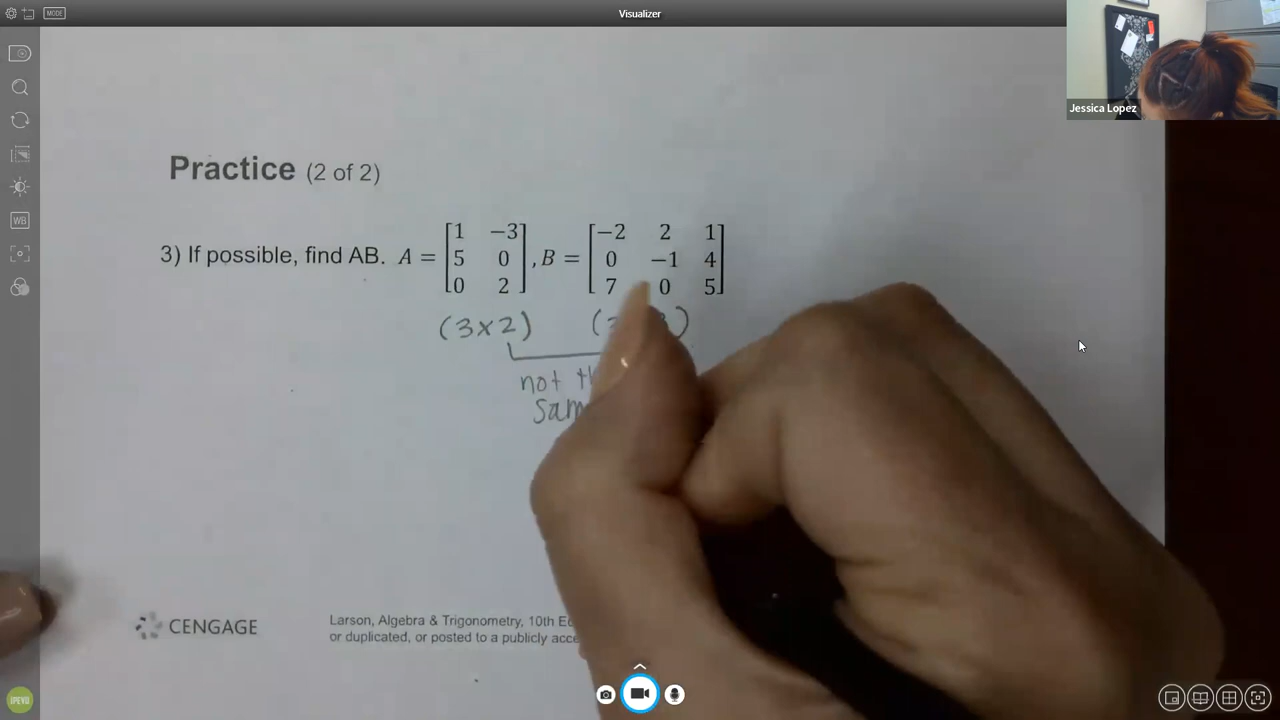 MODE
Visualizer
Jessica Lopez
WB
Practice (2 of 2)
3) If possible, find AB. A = [1 −3], B = [−2 2 1]
[5 0] [0 −1 4]
[0 2] [7 0 5]
(3×2) ( )
not
CENGAGE
Larson, Algebra & Trigonometry, 10th
or duplicated, or posted to a publicly
IPEVO